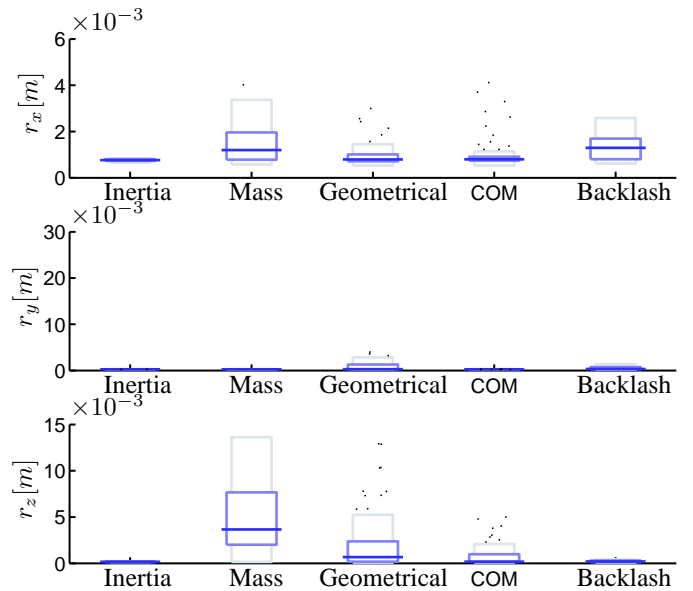 ×10⁻³
6
4
2
0
r_x[m]
Inertia Mass Geometrical COM Backlash
×10⁻³
30
20
10
0
r_y[m]
Inertia Mass Geometrical COM Backlash
×10⁻³
15
10
5
0
r_z[m]
Inertia Mass Geometrical COM Backlash